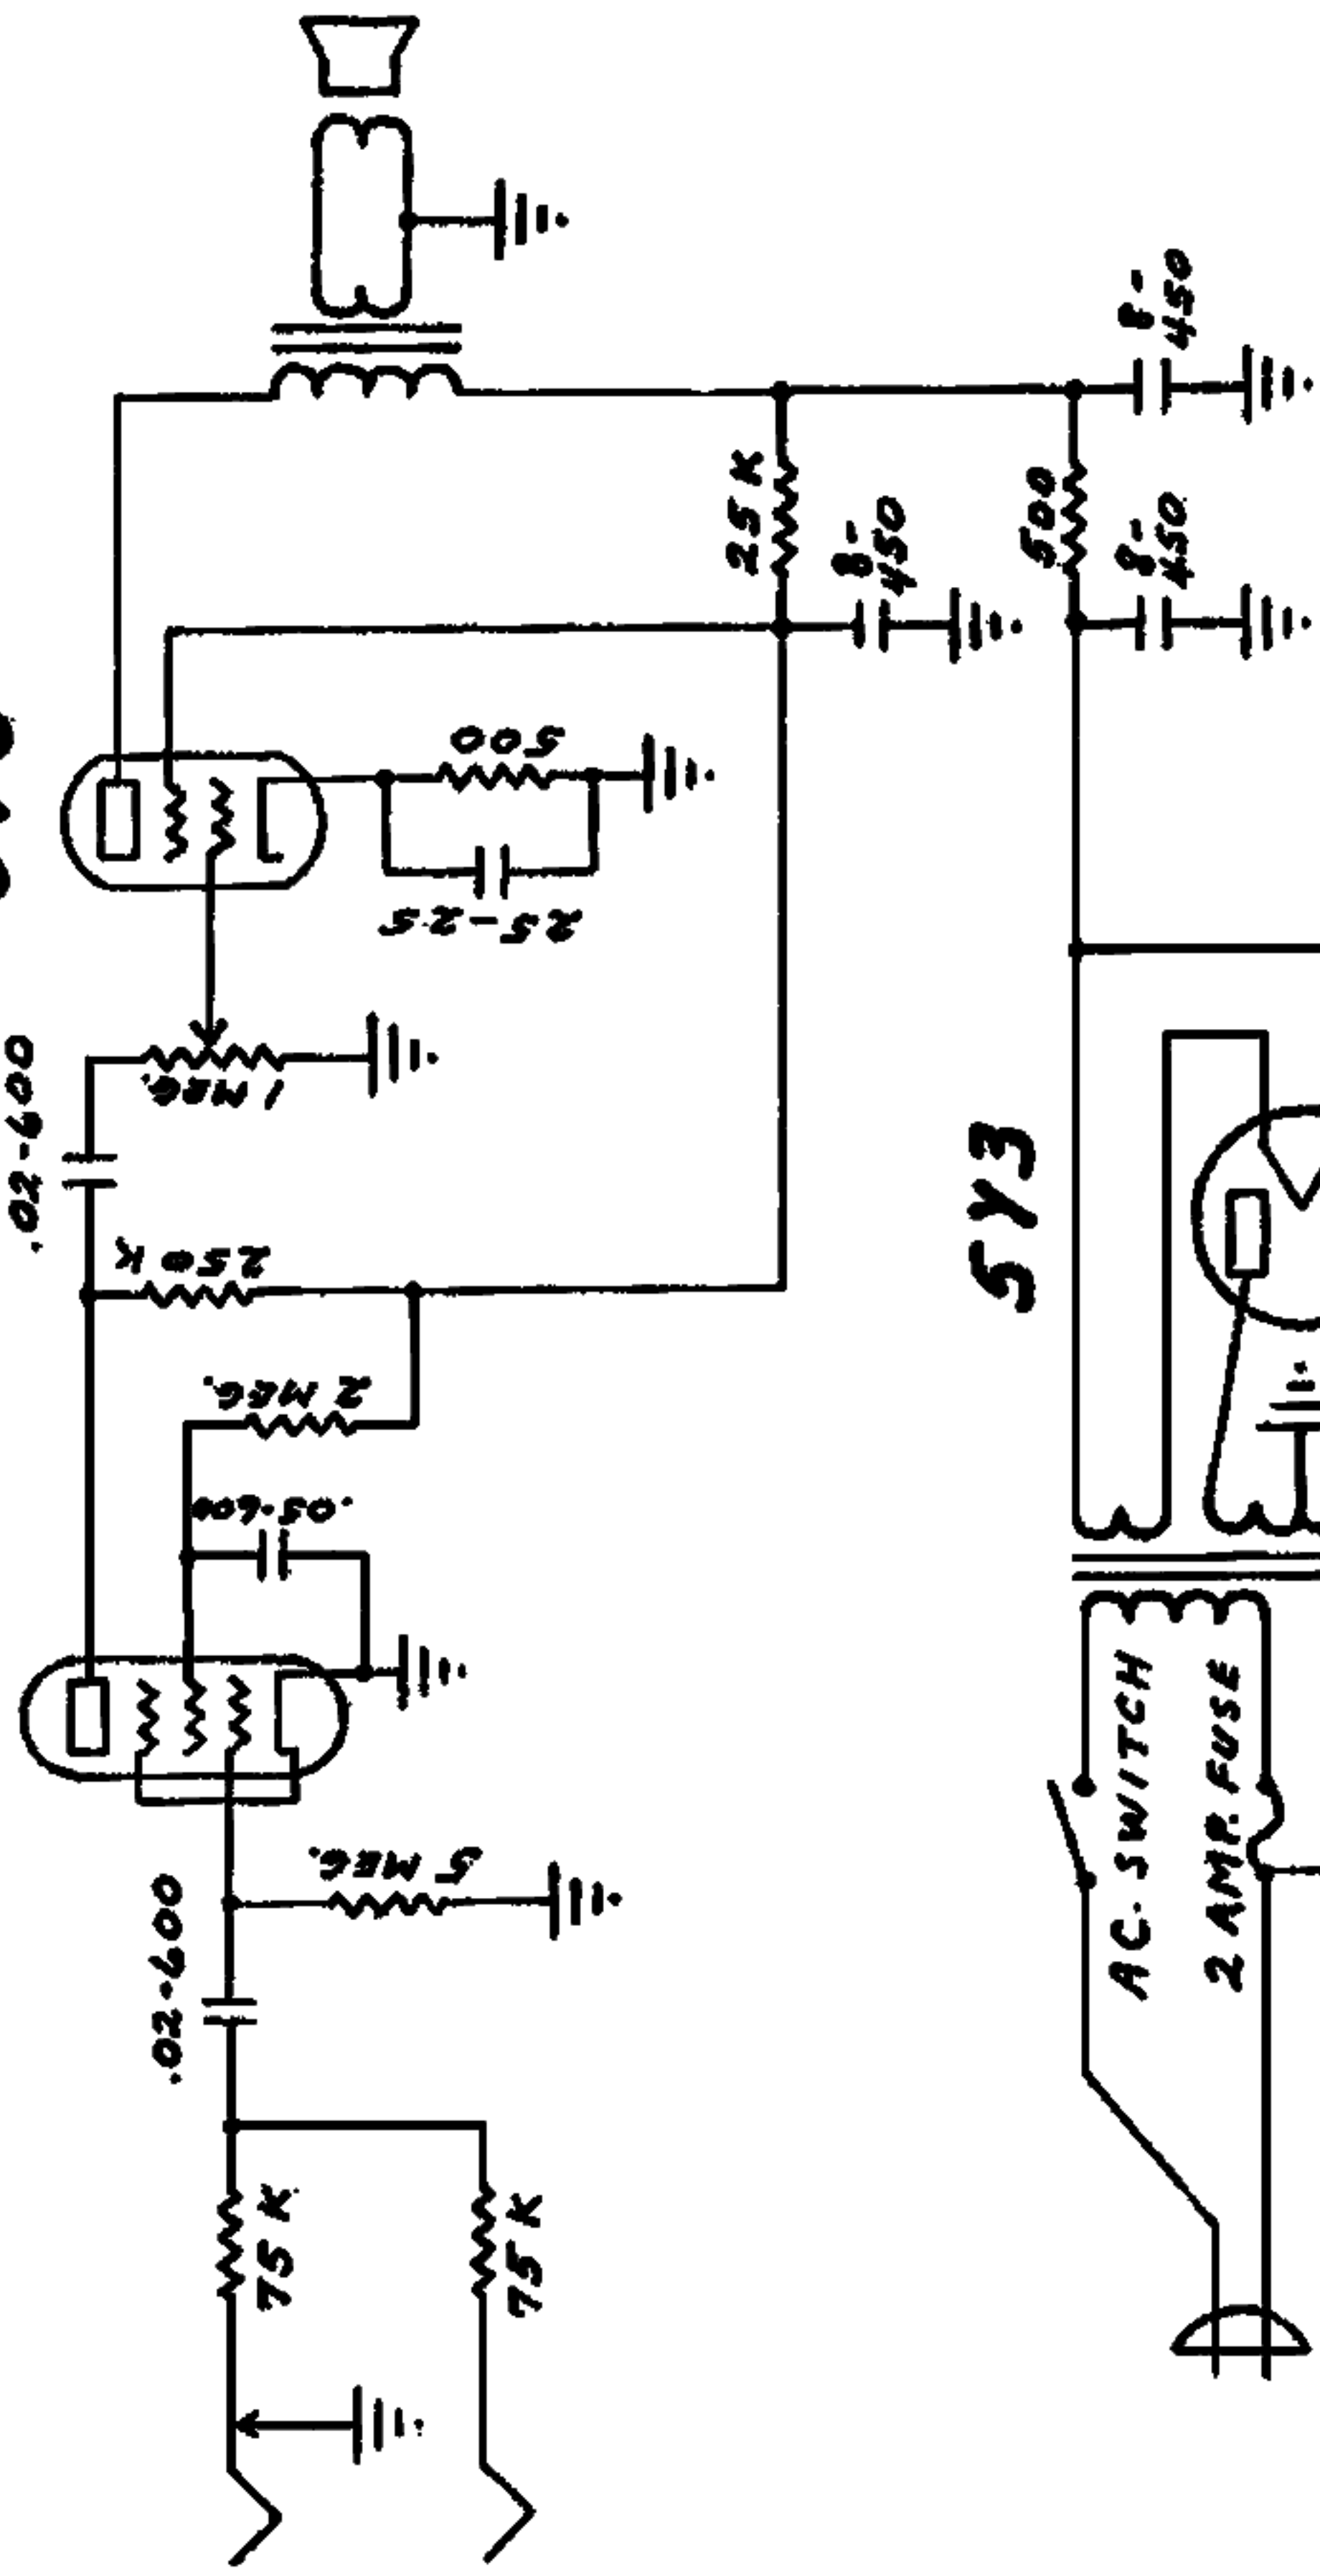 .02-600
75 K
75 K
5 MEG.
.05-600
2 MEG.
250 K
.02-600
1 MEG.
25-25
500
25 K
8-
450
500
8-
450
8-
450
5Y3
AC. SWITCH
2 AMP. FUSE